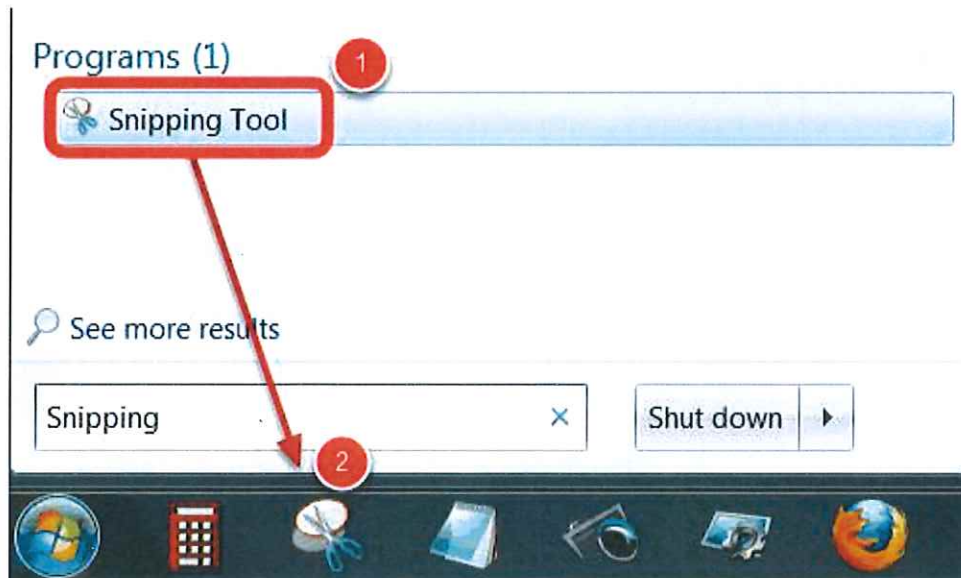 Programs (1)
1
Snipping Tool
See more results
Snipping
Shut down
2